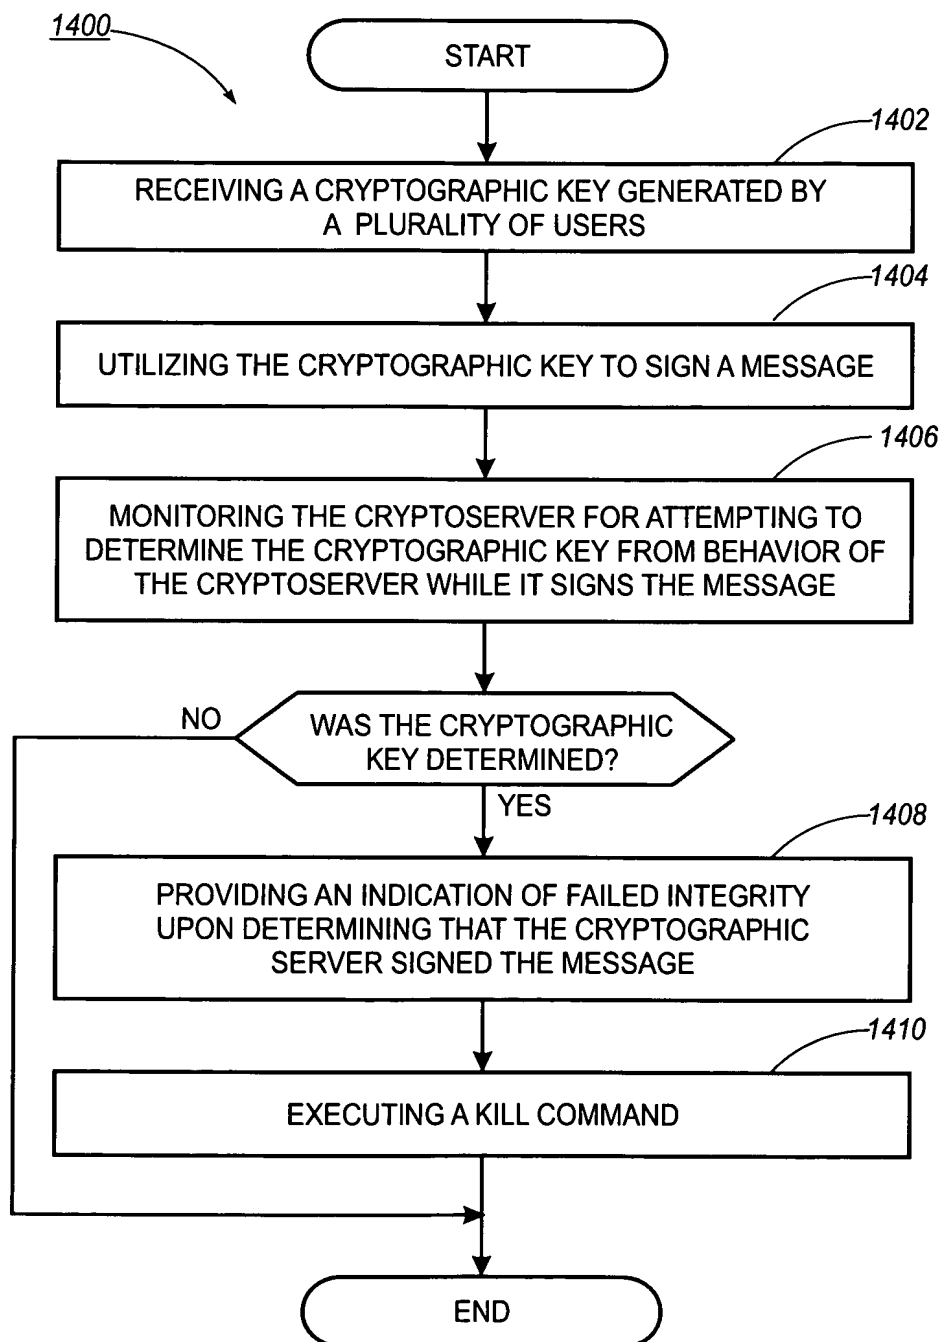 1400
START
1402
RECEIVING A CRYPTOGRAPHIC KEY GENERATED BY
A PLURALITY OF USERS
1404
UTILIZING THE CRYPTOGRAPHIC KEY TO SIGN A MESSAGE
1406
MONITORING THE CRYPTOSERVER FOR ATTEMPTING TO
DETERMINE THE CRYPTOGRAPHIC KEY FROM BEHAVIOR OF
THE CRYPTOSERVER WHILE IT SIGNS THE MESSAGE
NO
WAS THE CRYPTOGRAPHIC
KEY DETERMINED?
YES
1408
PROVIDING AN INDICATION OF FAILED INTEGRITY
UPON DETERMINING THAT THE CRYPTOGRAPHIC
SERVER SIGNED THE MESSAGE
1410
EXECUTING A KILL COMMAND
END